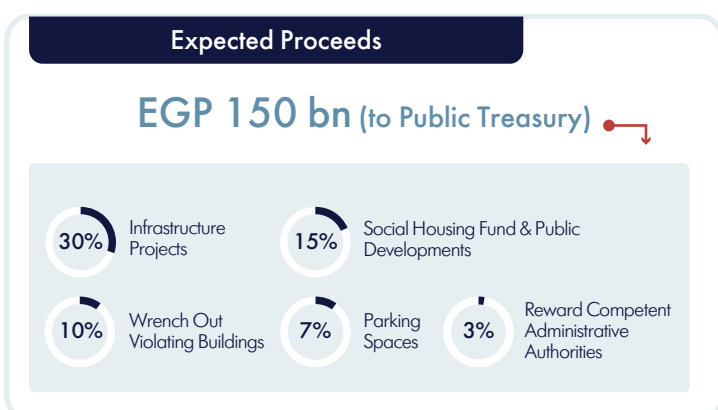 Expected Proceeds
EGP 150 bn (to Public Treasury)
30%
Infrastructure
Projects
15%
Social Housing Fund & Public
Developments
10%
Wrench Out
Violating Buildings
7%
Parking
Spaces
3%
Reward Competent
Administrative
Authorities